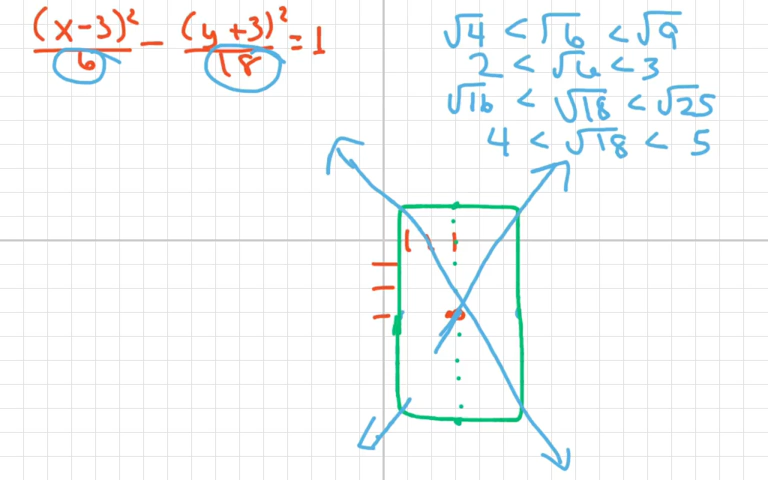 (x-3)²/6 - (y+3)²/18 = 1
√4 < √6 < √9
2 < √6 < 3
√16 < √18 < √25
4 < √18 < 5